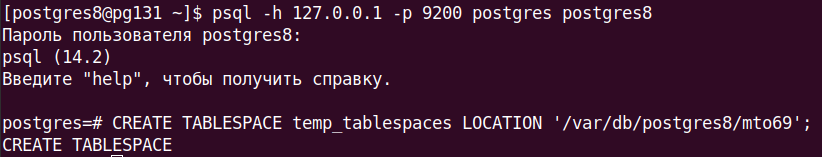 [postgres8@pg131 ~]$ psql -h 127.0.0.1 -p 9200 postgres postgres8
Пароль пользователя postgres8:
psql (14.2)
Введите "help", чтобы получить справку.
postgres=# CREATE TABLESPACE temp_tablespaces LOCATION '/var/db/postgres8/mto69';
CREATE TABLESPACE